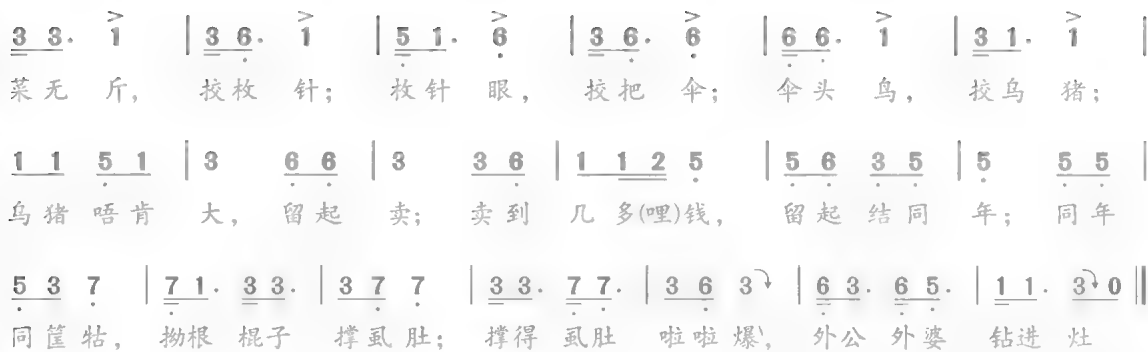 3 3. 1 | 3 6. 1 | 5 1. 6 | 3 6. 6 | 6 6. 1 | 3 1. 1 |
菜无 斤， 挍枚 针； 枚针 眼， 挍把 伞； 伞头 鸟， 挍乌 猪；
1 1 5 1 | 3 6 6 | 3 3 6 | 1 1 2 5 | 5 6 3 5 | 5 5 5 |
乌猪唔肯 大，留起 卖；卖到 几多(哩)钱， 留起结同 年；同年
5 3 7 | 7 1. 3 3. | 3 7 7 | 3 3. 7 7. | 3 6 3 | 6 3. 6 5. | 1 1. 3 0 ‖
同筐牯， 拗根棍子 撑虱肚； 撑得虱肚 啦啦爆， 外公外婆 钻进 灶